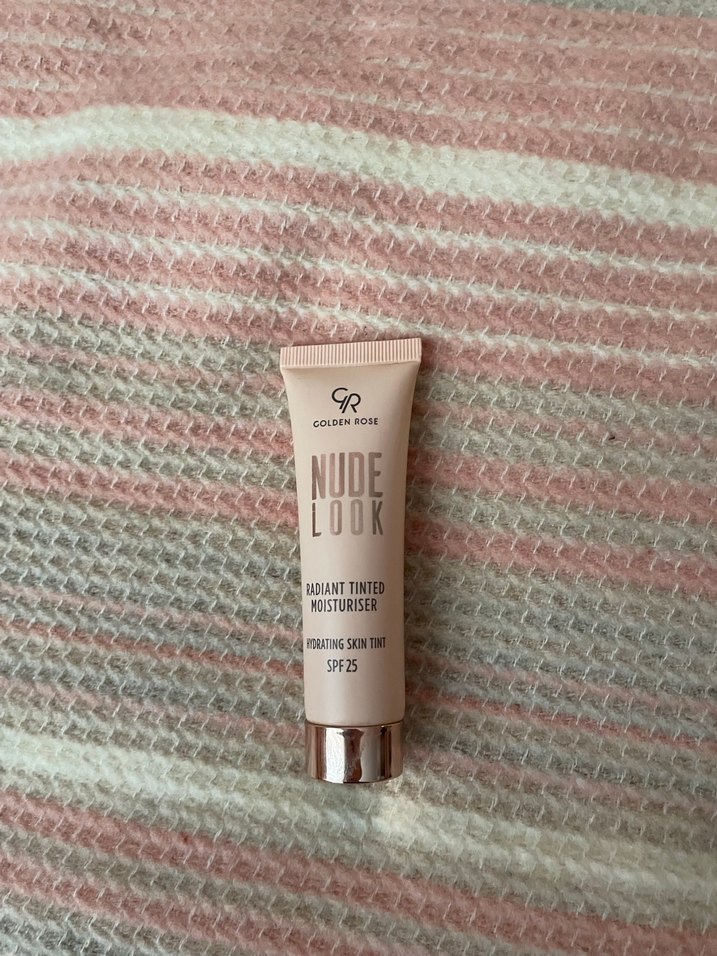 GR
GOLDEN ROSE
NUDE
LOOK
RADIANT TINTED
MOISTURISER
HYDRATING SKIN TINT
SPF 25